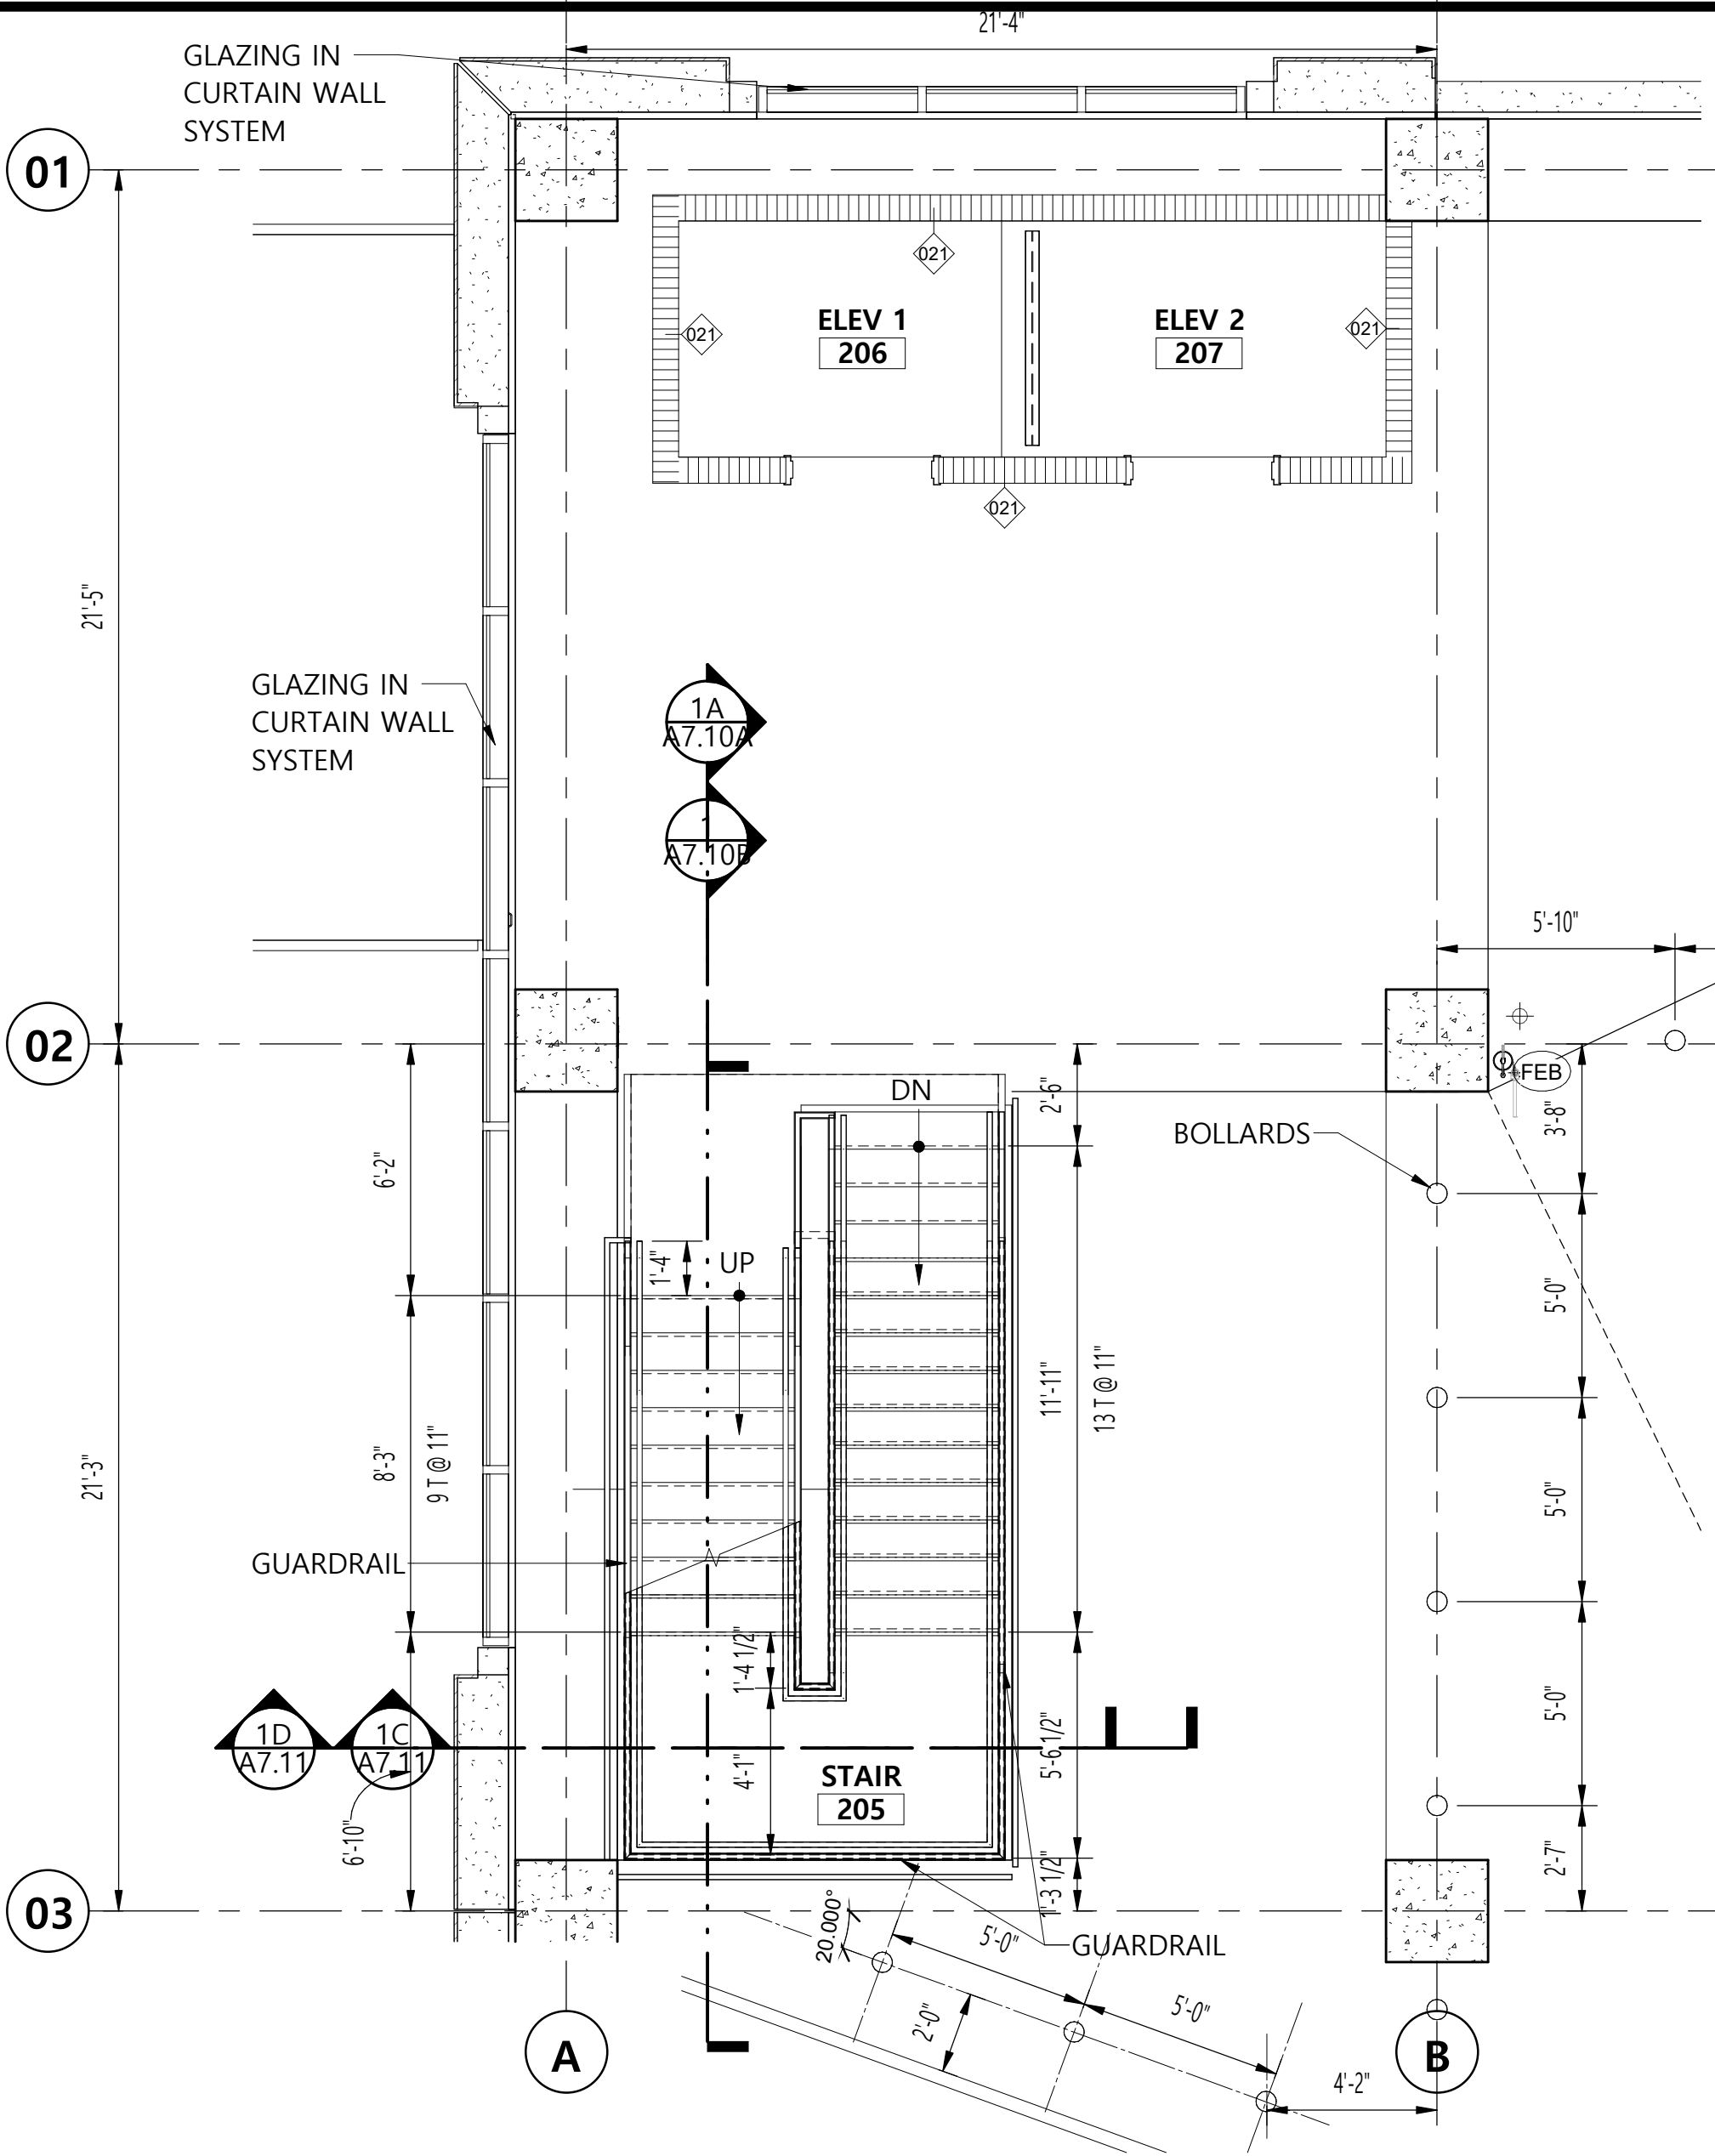 21'-4"
GLAZING IN
CURTAIN WALL
SYSTEM
01
021
021
021
ELEV 1
206
ELEV 2
207
021
21'-5"
GLAZING IN
CURTAIN WALL
SYSTEM
1A
A7.10A
1
A7.10B
5'-10"
02
FEB
DN
2'-6"
3'-8"
BOLLARDS
6'-2"
1'-4"
UP
5'-0"
11'-11"
13 T @ 11"
21'-3"
8'-3"
9 T @ 11"
5'-0"
GUARDRAIL
1'-4 1/2"
5'-0"
1D
A7.11
1C
A7.11
5'-6 1/2"
4'-1"
STAIR
205
6'-10"
2'-7"
1'-3 1/2"
03
20.000°
5'-0"
GUARDRAIL
5'-0"
2'-0"
A
B
4'-2"